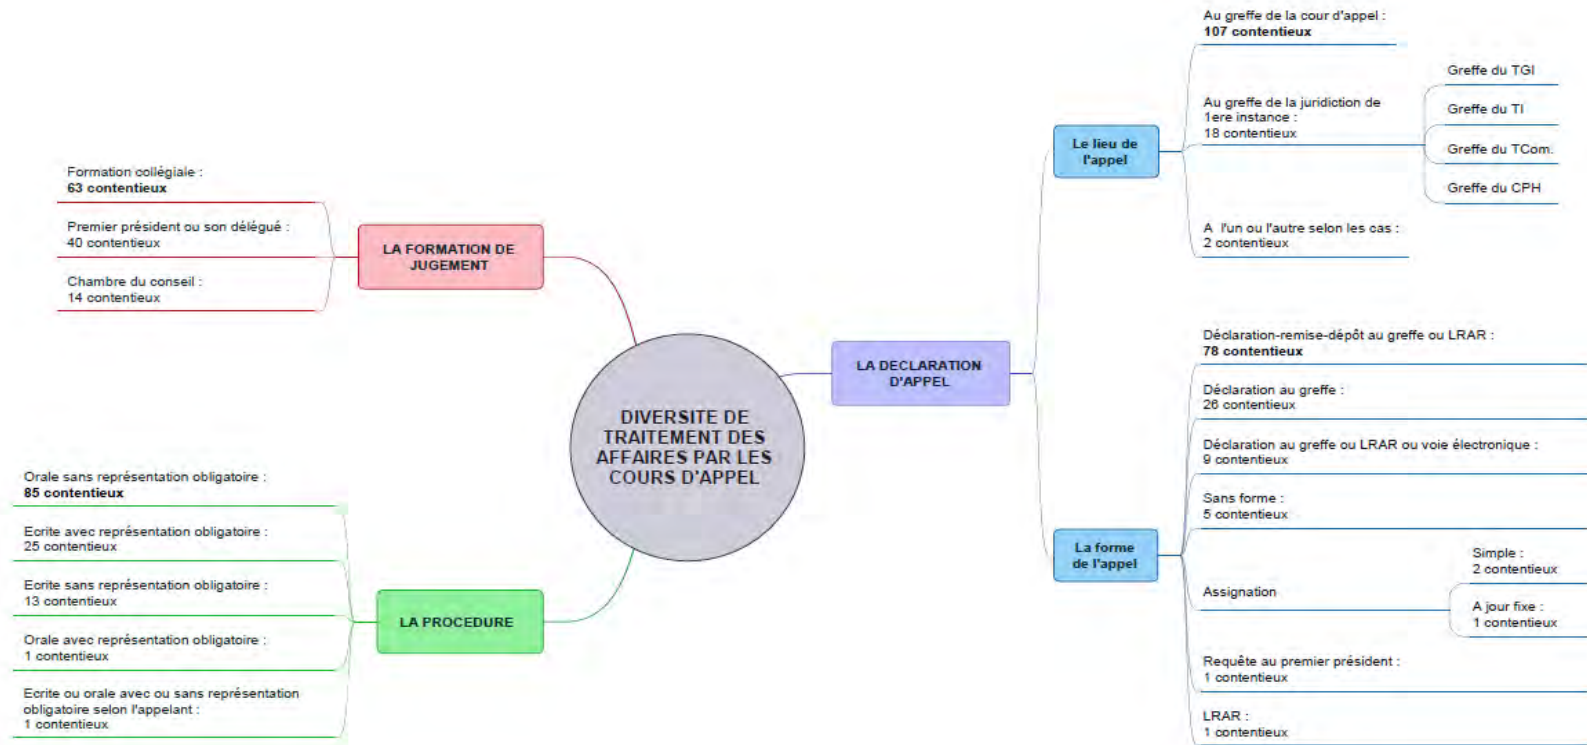 DIVERSITE DE
TRAITEMENT DES
AFFAIRES PAR LES
COURS D'APPEL
LA FORMATION DE
JUGEMENT
Formation collégiale :
63 contentieux
Premier président ou son délégué :
40 contentieux
Chambre du conseil :
14 contentieux
LA PROCEDURE
Orale sans représentation obligatoire :
85 contentieux
Ecrite avec représentation obligatoire :
25 contentieux
Ecrite sans représentation obligatoire :
13 contentieux
Orale avec représentation obligatoire :
1 contentieux
Ecrite ou orale avec ou sans représentation
obligatoire selon l'appelant :
1 contentieux
LA DECLARATION
D'APPEL
Le lieu de
l'appel
Au greffe de la cour d'appel :
107 contentieux
Au greffe de la juridiction de
1ere instance :
18 contentieux
Greffe du TGI
Greffe du TI
Greffe du TCom.
Greffe du CPH
A l'un ou l'autre selon les cas :
2 contentieux
La forme
de l'appel
Déclaration-remise-dépôt au greffe ou LRAR :
78 contentieux
Déclaration au greffe :
26 contentieux
Déclaration au greffe ou LRAR ou voie électronique :
9 contentieux
Sans forme :
5 contentieux
Assignation
Simple :
2 contentieux
A jour fixe :
1 contentieux
Requête au premier président :
1 contentieux
LRAR :
1 contentieux